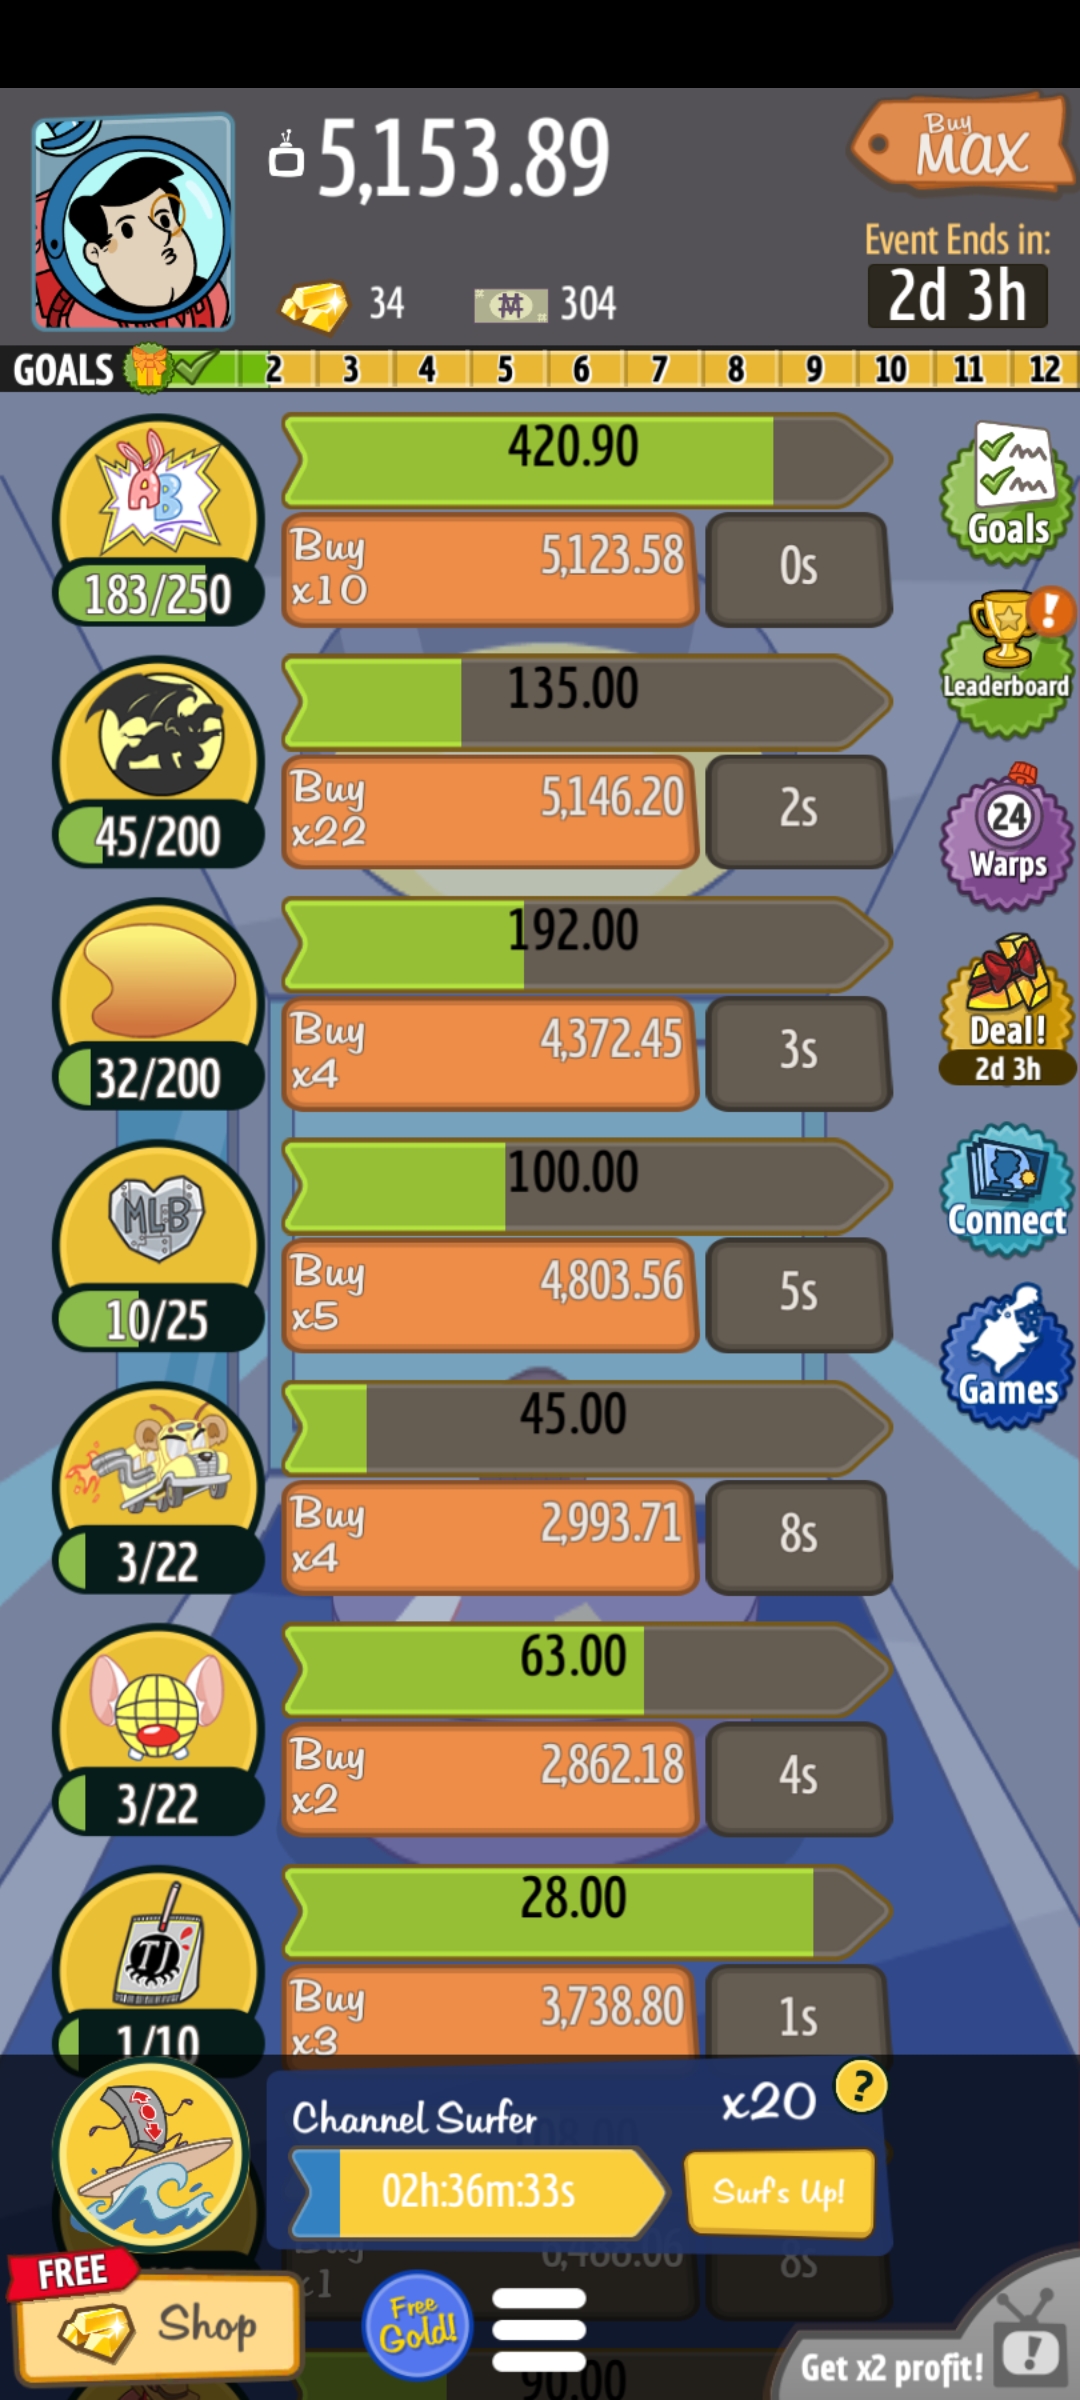 5,153.89
Buy
MAX
Event Ends in:
2d 3h
34
304
GOALS 2 3 4 5 6 7 8 9 10 11 12
AB
183/250
420.90
Buy
x10
5,123.58
0s
Goals
45/200
135.00
Buy
x22
5,146.20
2s
!
Leaderboard
32/200
192.00
Buy
x4
4,372.45
3s
24
Warps
Deal!
2d 3h
MLB
10/25
100.00
Buy
x5
4,803.56
5s
Connect
3/22
45.00
Buy
x4
2,993.71
8s
Games
3/22
63.00
Buy
x2
2,862.18
4s
TJ
1/10
28.00
Buy
x3
3,738.80
1s
Channel Surfer
x20
?
02h:36m:33s
Surf's Up!
Buy
x1
6,488.06
8s
FREE
Shop
Free
Gold!
90.00
Get x2 profit!
!